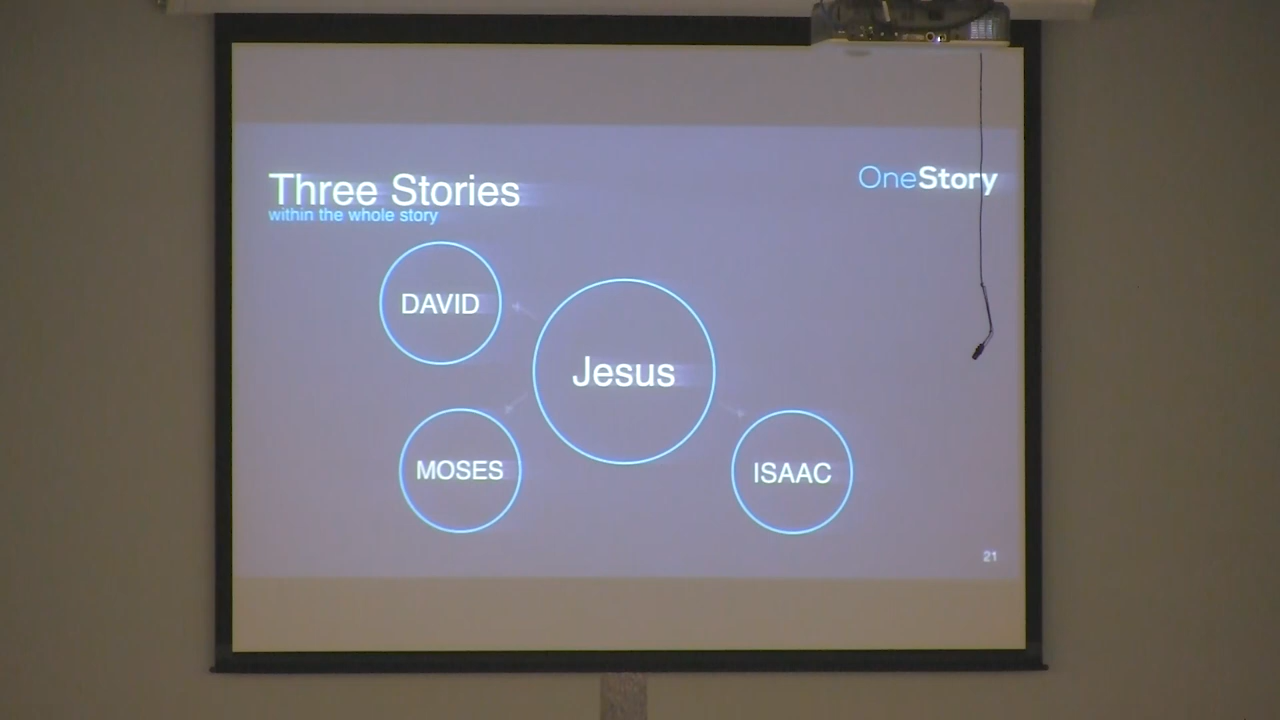 Three Stories
OneStory
within the whole story
DAVID
Jesus
MOSES
ISAAC
21